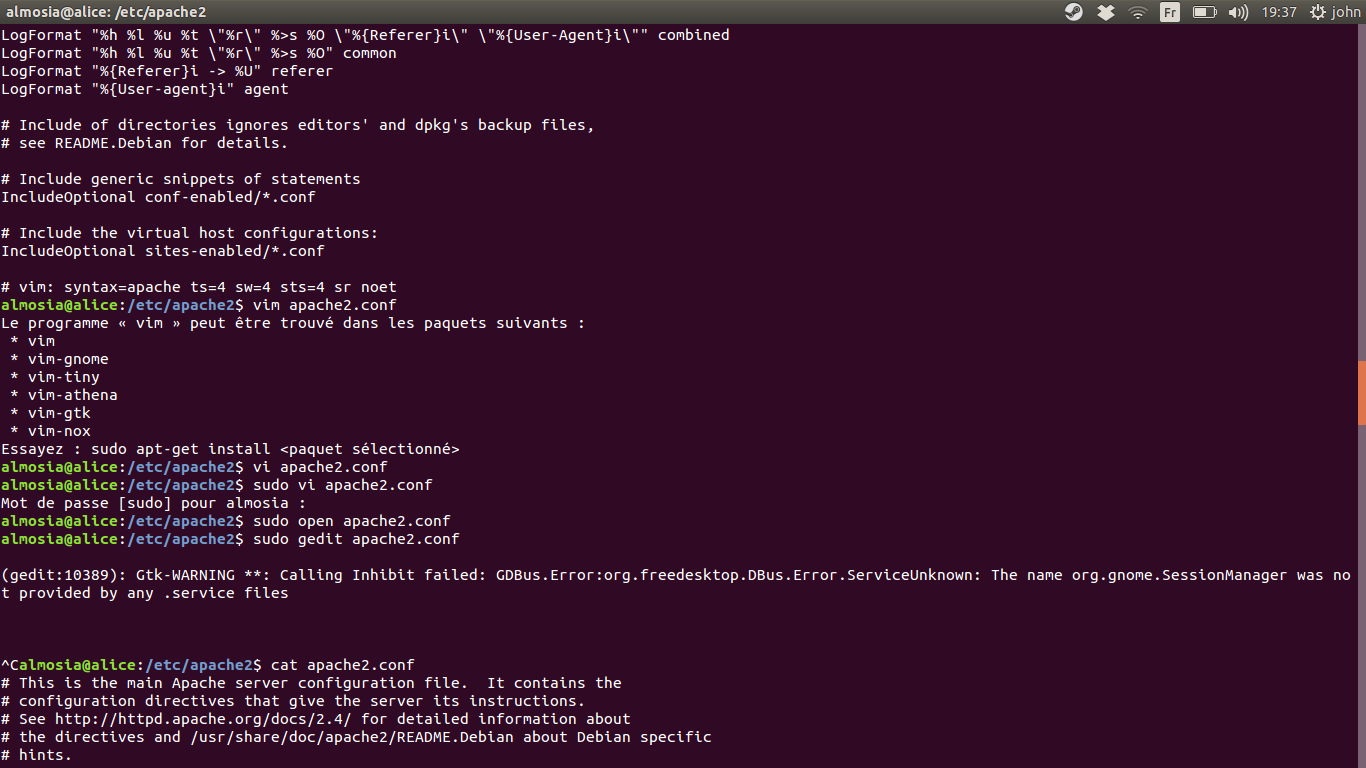 almosia@alice: /etc/apache2
Fr
19:37
john
LogFormat "%h %l %u %t \"%r\" %>s %O \"%{Referer}i\" \"%{User-Agent}i\"" combined
LogFormat "%h %l %u %t \"%r\" %>s %O" common
LogFormat "%{Referer}i -> %U" referer
LogFormat "%{User-agent}i" agent
# Include of directories ignores editors' and dpkg's backup files,
# see README.Debian for details.
# Include generic snippets of statements
IncludeOptional conf-enabled/*.conf
# Include the virtual host configurations:
IncludeOptional sites-enabled/*.conf
# vim: syntax=apache ts=4 sw=4 sts=4 sr noet
almosia@alice:/etc/apache2$ vim apache2.conf
Le programme « vim » peut être trouvé dans les paquets suivants :
 * vim
 * vim-gnome
 * vim-tiny
 * vim-athena
 * vim-gtk
 * vim-nox
Essayez : sudo apt-get install <paquet sélectionné>
almosia@alice:/etc/apache2$ vi apache2.conf
almosia@alice:/etc/apache2$ sudo vi apache2.conf
Mot de passe [sudo] pour almosia :
almosia@alice:/etc/apache2$ sudo open apache2.conf
almosia@alice:/etc/apache2$ sudo gedit apache2.conf
(gedit:10389): Gtk-WARNING **: Calling Inhibit failed: GDBus.Error:org.freedesktop.DBus.Error.ServiceUnknown: The name org.gnome.SessionManager was no
t provided by any .service files
^Calmosia@alice:/etc/apache2$ cat apache2.conf
# This is the main Apache server configuration file.  It contains the
# configuration directives that give the server its instructions.
# See http://httpd.apache.org/docs/2.4/ for detailed information about
# the directives and /usr/share/doc/apache2/README.Debian about Debian specific
# hints.